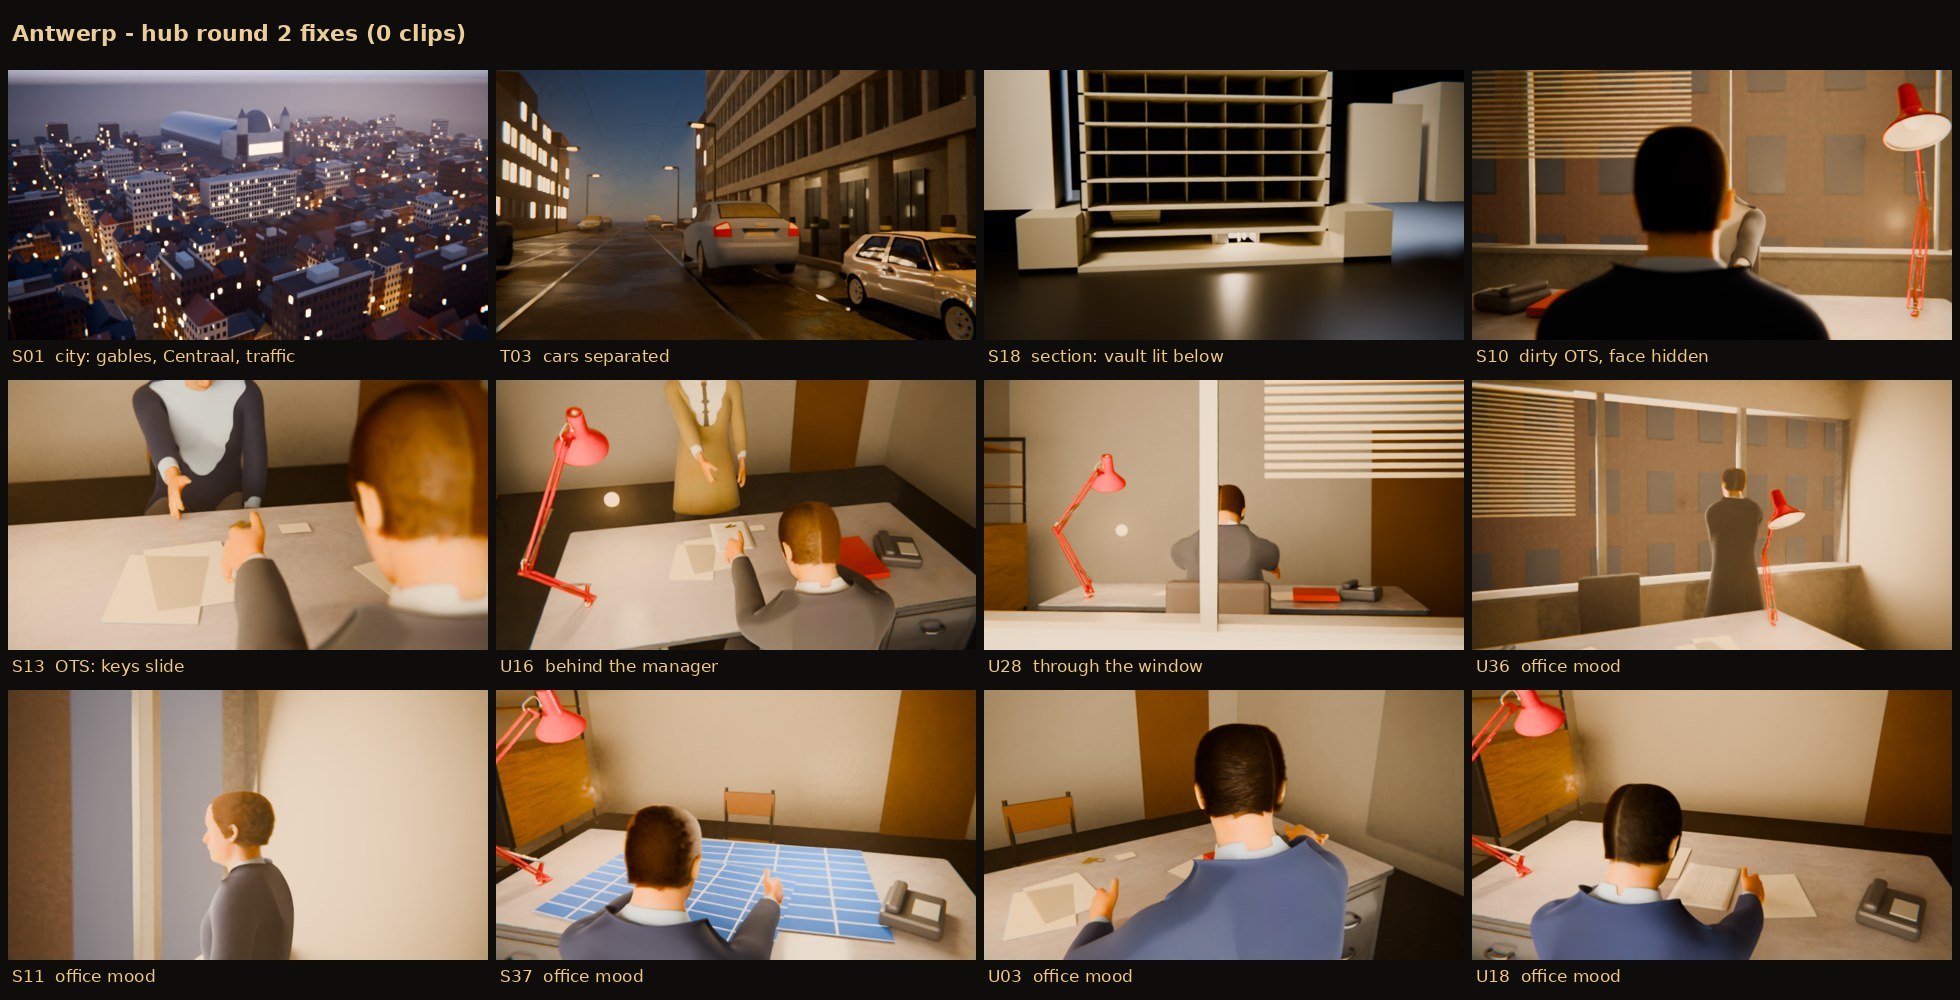 Antwerp - hub round 2 fixes (0 clips)
S01 city: gables, Centraal, traffic
T03 cars separated
S18 section: vault lit below
S10 dirty OTS, face hidden
S13 OTS: keys slide
U16 behind the manager
U28 through the window
U36 office mood
S11 office mood
S37 office mood
U03 office mood
U18 office mood